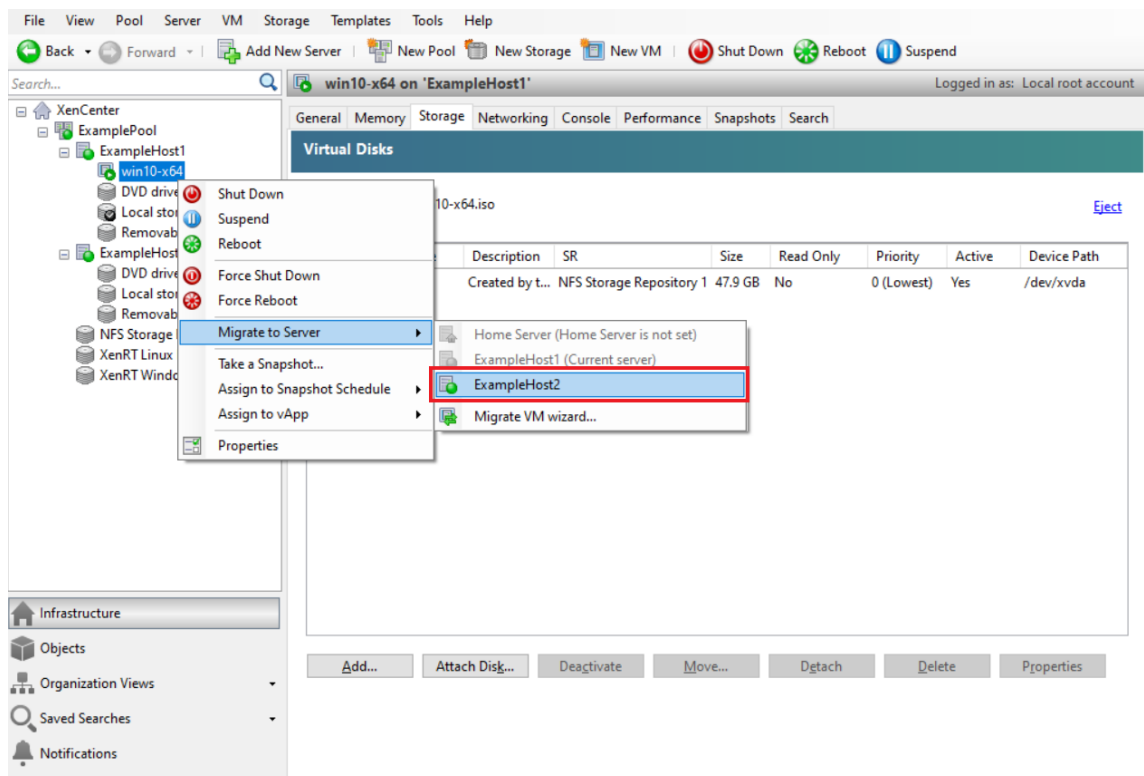 File View Pool Server VM Storage Templates Tools Help
Back Forward Add New Server New Pool New Storage New VM Shut Down Reboot Suspend
Search...
win10-x64 on 'ExampleHost1' Logged in as: Local root account
XenCenter
ExamplePool
ExampleHost1
win10-x64
DVD drive
Local stor
Removab
ExampleHost
DVD drive
Local stor
Removab
NFS Storage
XenRT Linux
XenRT Windo
General Memory Storage Networking Console Performance Snapshots Search
Virtual Disks
10-x64.iso Eject
Description SR Size Read Only Priority Active Device Path
Created by t... NFS Storage Repository 1 47.9 GB No 0 (Lowest) Yes /dev/xvda
Shut Down
Suspend
Reboot
Force Shut Down
Force Reboot
Migrate to Server
Take a Snapshot...
Assign to Snapshot Schedule
Assign to vApp
Properties
Home Server (Home Server is not set)
ExampleHost1 (Current server)
ExampleHost2
Migrate VM wizard...
Add... Attach Disk... Deactivate Move... Detach Delete Properties
Infrastructure
Objects
Organization Views
Saved Searches
Notifications